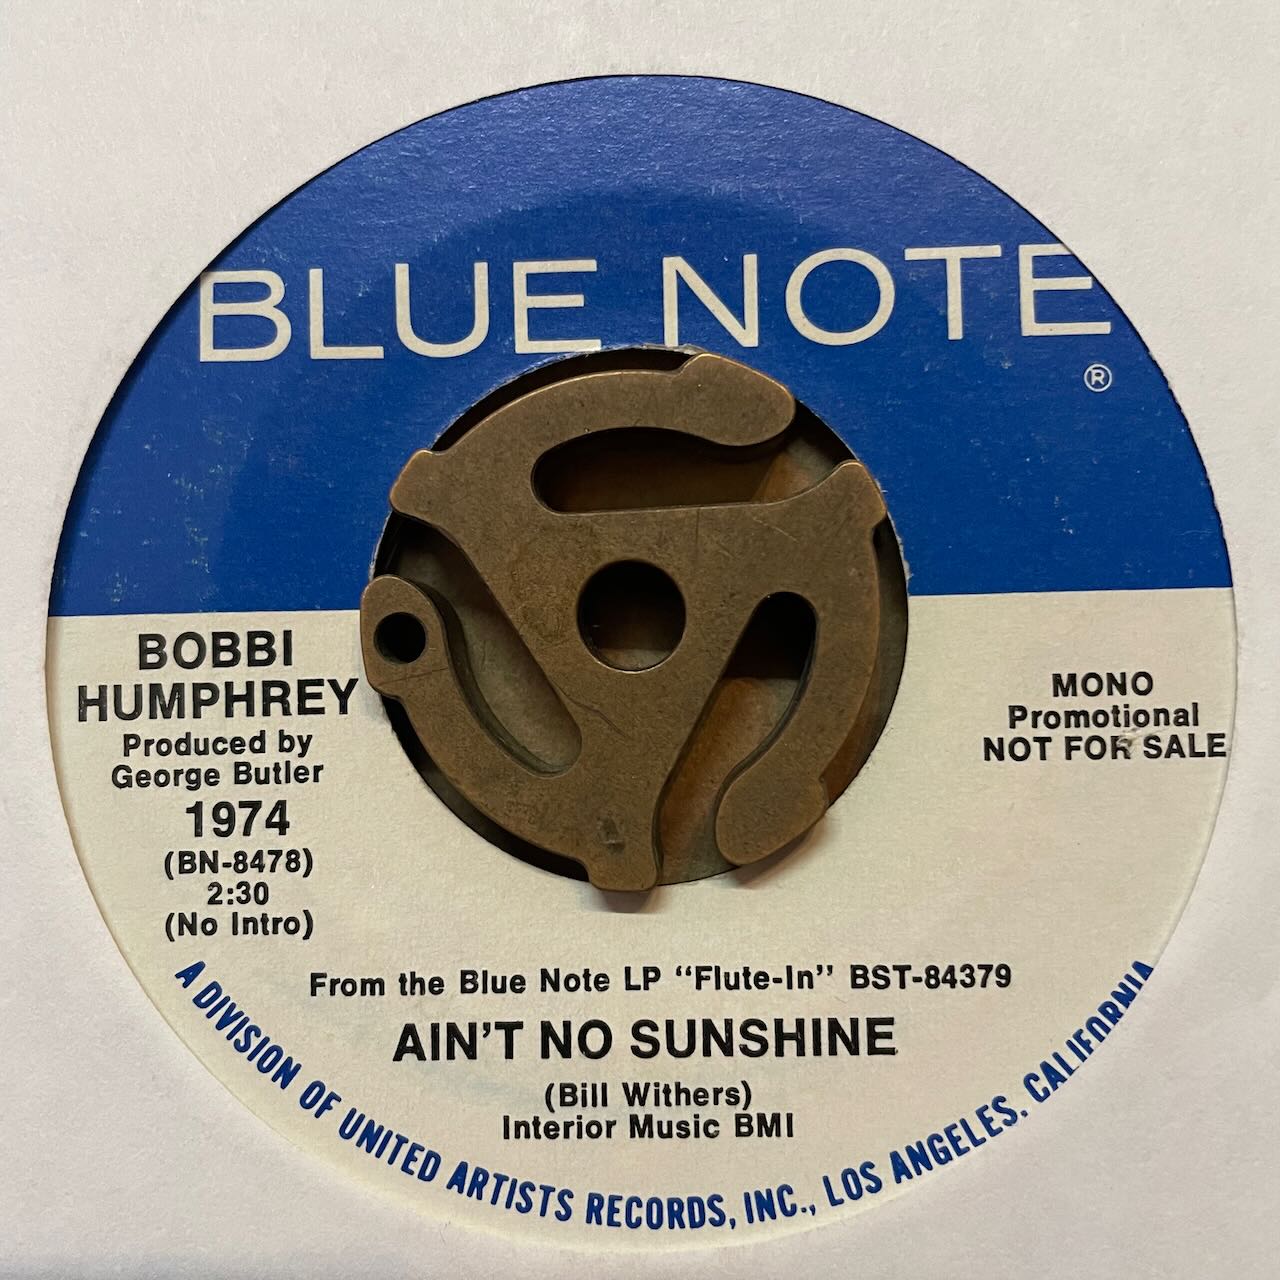 BLUE NOTE
®
BOBBI
HUMPHREY
Produced by
George Butler
1974
(BN-8478)
2:30
(No Intro)
MONO
Promotional
NOT FOR SALE
From the Blue Note LP "Flute-In" BST-84379
AIN'T NO SUNSHINE
(Bill Withers)
Interior Music BMI
A DIVISION OF UNITED ARTISTS RECORDS, INC., LOS ANGELES. CALIFORNIA